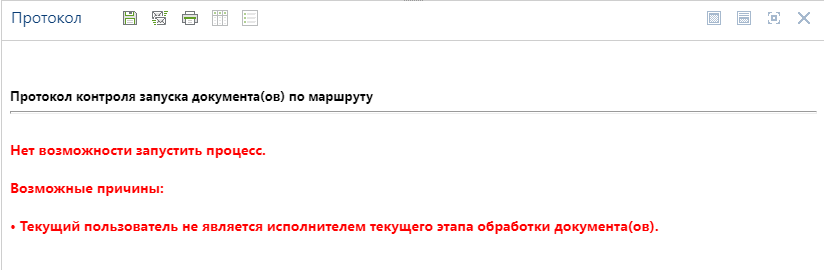 Протокол
Протокол контроля запуска документа(ов) по маршруту
Нет возможности запустить процесс.
Возможные причины:
• Текущий пользователь не является исполнителем текущего этапа обработки документа(ов).